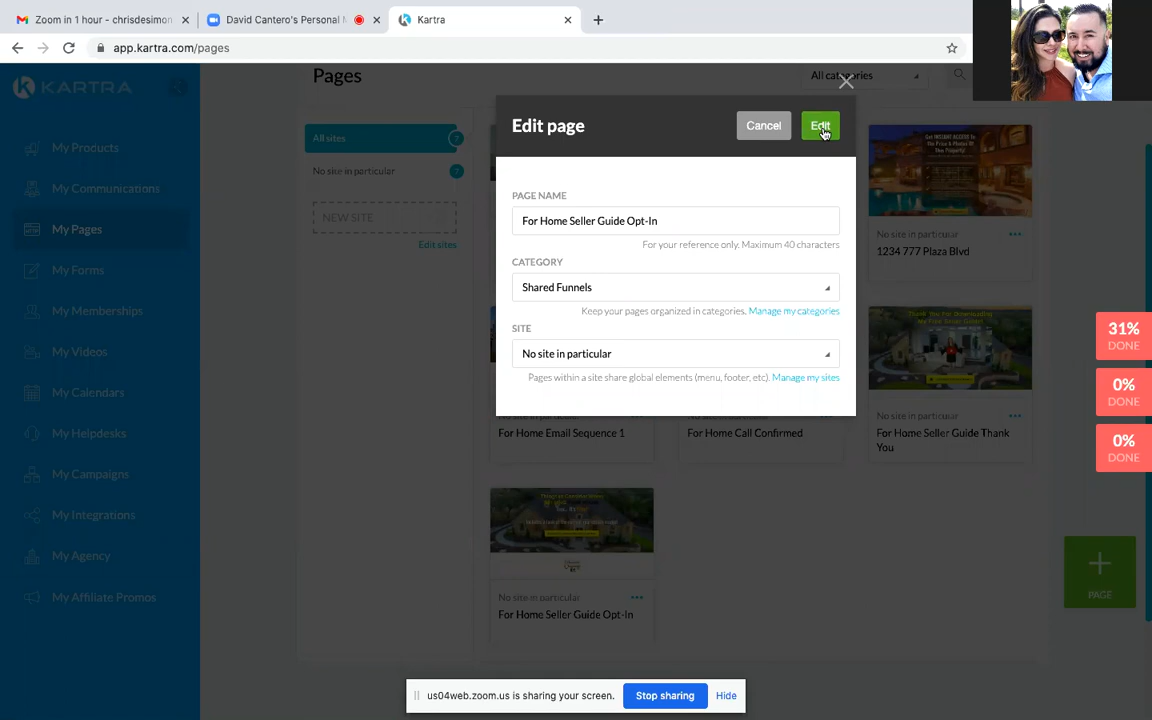 Zoom in 1 hour - chrisdesimon
David Cantero's Personal M
Kartra
app.kartra.com/pages
KARTRA
Pages
All categories
My Products
My Communications
My Pages
My Forms
My Memberships
My Videos
My Calendars
My Helpdesks
My Campaigns
My Integrations
My Agency
My Affiliate Promos
All sites
7
No site in particular
7
NEW SITE
Edit sites
Edit page
Cancel
Edit
PAGE NAME
For Home Seller Guide Opt-In
For your reference only. Maximum 40 characters
CATEGORY
Shared Funnels
Keep your pages organized in categories. Manage my categories
SITE
No site in particular
Pages within a site share global elements (menu, footer, etc). Manage my sites
No site in particular
1234 777 Plaza Blvd
For Home Email Sequence 1
For Home Call Confirmed
No site in particular
For Home Seller Guide Thank
You
No site in particular
For Home Seller Guide Opt-In
31%
DONE
0%
DONE
0%
DONE
PAGE
us04web.zoom.us is sharing your screen.
Stop sharing
Hide